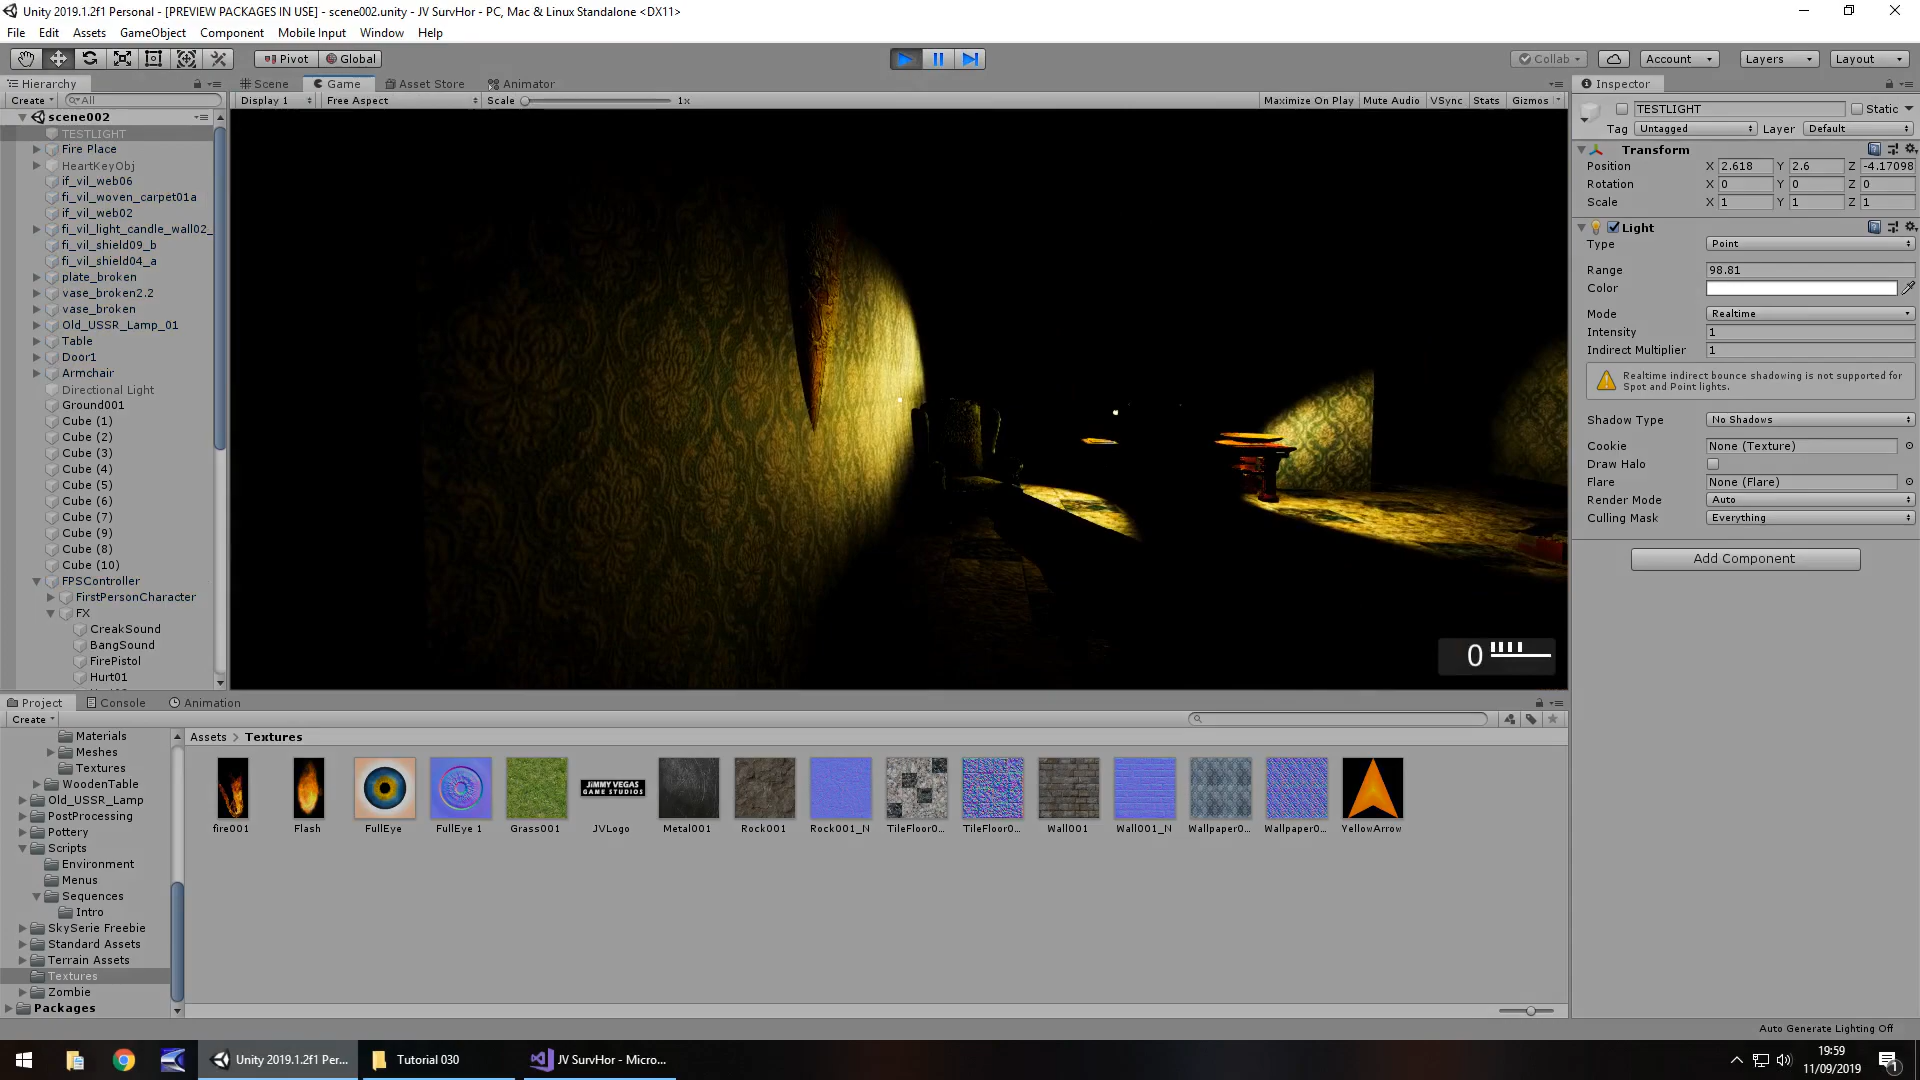 Unity 2019.1.2f1 Personal - [PREVIEW PACKAGES IN USE] - scene002.unity - JV SurvHor - PC, Mac & Linux Standalone <DX11>
File Edit Assets GameObject Component Mobile Input Window Help
Pivot Global Collab Account Layers Layout
Hierarchy Scene Game Asset Store Animator Inspector
Create All Display 1 Free Aspect Scale 1x Maximize On Play Mute Audio VSync Stats Gizmos
scene002
TESTLIGHT
Fire Place
HeartKeyObj
if_vil_web06
fi_vil_woven_carpet01a
if_vil_web02
fi_vil_light_candle_wall02_
fi_vil_shield09_b
fi_vil_shield04_a
plate_broken
vase_broken2.2
vase_broken
Old_USSR_Lamp_01
Table
Door1
Armchair
Directional Light
Ground001
Cube (1)
Cube (2)
Cube (3)
Cube (4)
Cube (5)
Cube (6)
Cube (7)
Cube (9)
Cube (8)
Cube (10)
FPSController
FirstPersonCharacter
FX
CreakSound
BangSound
FirePistol
Hurt01
0
TESTLIGHT Static
Tag Untagged Layer Default
Transform
Position X 2.618 Y 2.6 Z -4.17098
Rotation X 0 Y 0 Z 0
Scale X 1 Y 1 Z 1
Light
Type Point
Range 98.81
Color
Mode Realtime
Intensity 1
Indirect Multiplier 1
Realtime indirect bounce shadowing is not supported for
Spot and Point lights.
Shadow Type No Shadows
Cookie None (Texture)
Draw Halo
Flare None (Flare)
Render Mode Auto
Culling Mask Everything
Add Component
Project Console Animation
Create
Materials
Meshes
Textures
WoodenTable
Old_USSR_Lamp
PostProcessing
Pottery
Scripts
Environment
Menus
Sequences
Intro
SkySerie Freebie
Standard Assets
Terrain Assets
Textures
Zombie
Packages
Assets > Textures
JIMMY VEGAS
GAME STUDIOS
fire001 Flash FullEye FullEye 1 Grass001 JVLogo Metal001 Rock001 Rock001_N TileFloor0... TileFloor0... Wall001 Wall001_N Wallpaper0... Wallpaper0... YellowArrow
Auto Generate Lighting Off
Unity 2019.1.2f1 Per... Tutorial 030 JV SurvHor - Micro...
19:59
11/09/2019
1